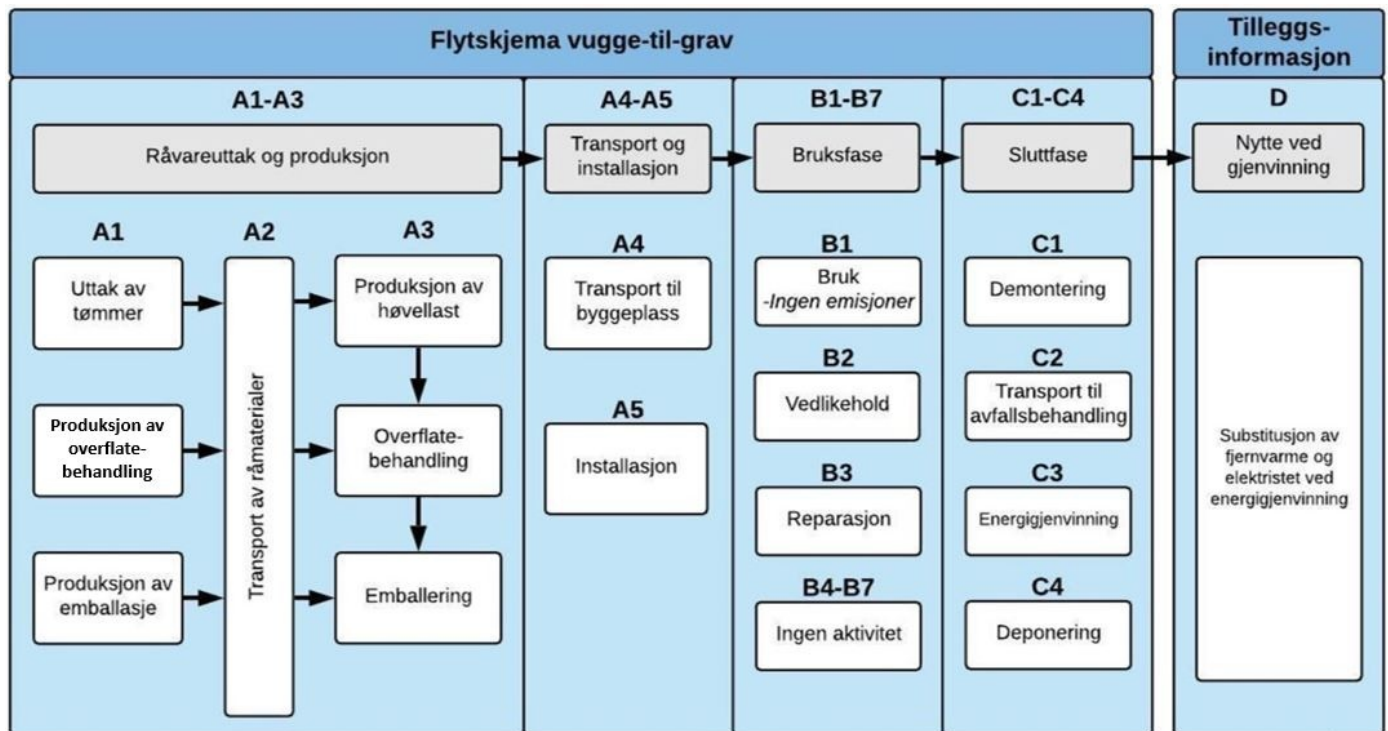 Flytskjema vugge-til-grav
Tilleggs-
informasjon
A1-A3
A4-A5
B1-B7
C1-C4
D
Råvareuttak og produksjon
Transport og
installasjon
Bruksfase
Sluttfase
Nytte ved
gjenvinning
A1
A2
A3
Uttak av
tømmer
Produksjon av
overflate-
behandling
Produksjon av
emballasje
Transport av råmaterialer
Produksjon av
høvellast
Overflate-
behandling
Emballering
A4
Transport til
byggeplass
A5
Installasjon
B1
Bruk
-Ingen emisjoner
B2
Vedlikehold
B3
Reparasjon
B4-B7
Ingen aktivitet
C1
Demontering
C2
Transport til
avfallsbehandling
C3
Energigjenvinning
C4
Deponering
Substitusjon av
fjernvarme og
elektristet ved
energigjenvinning